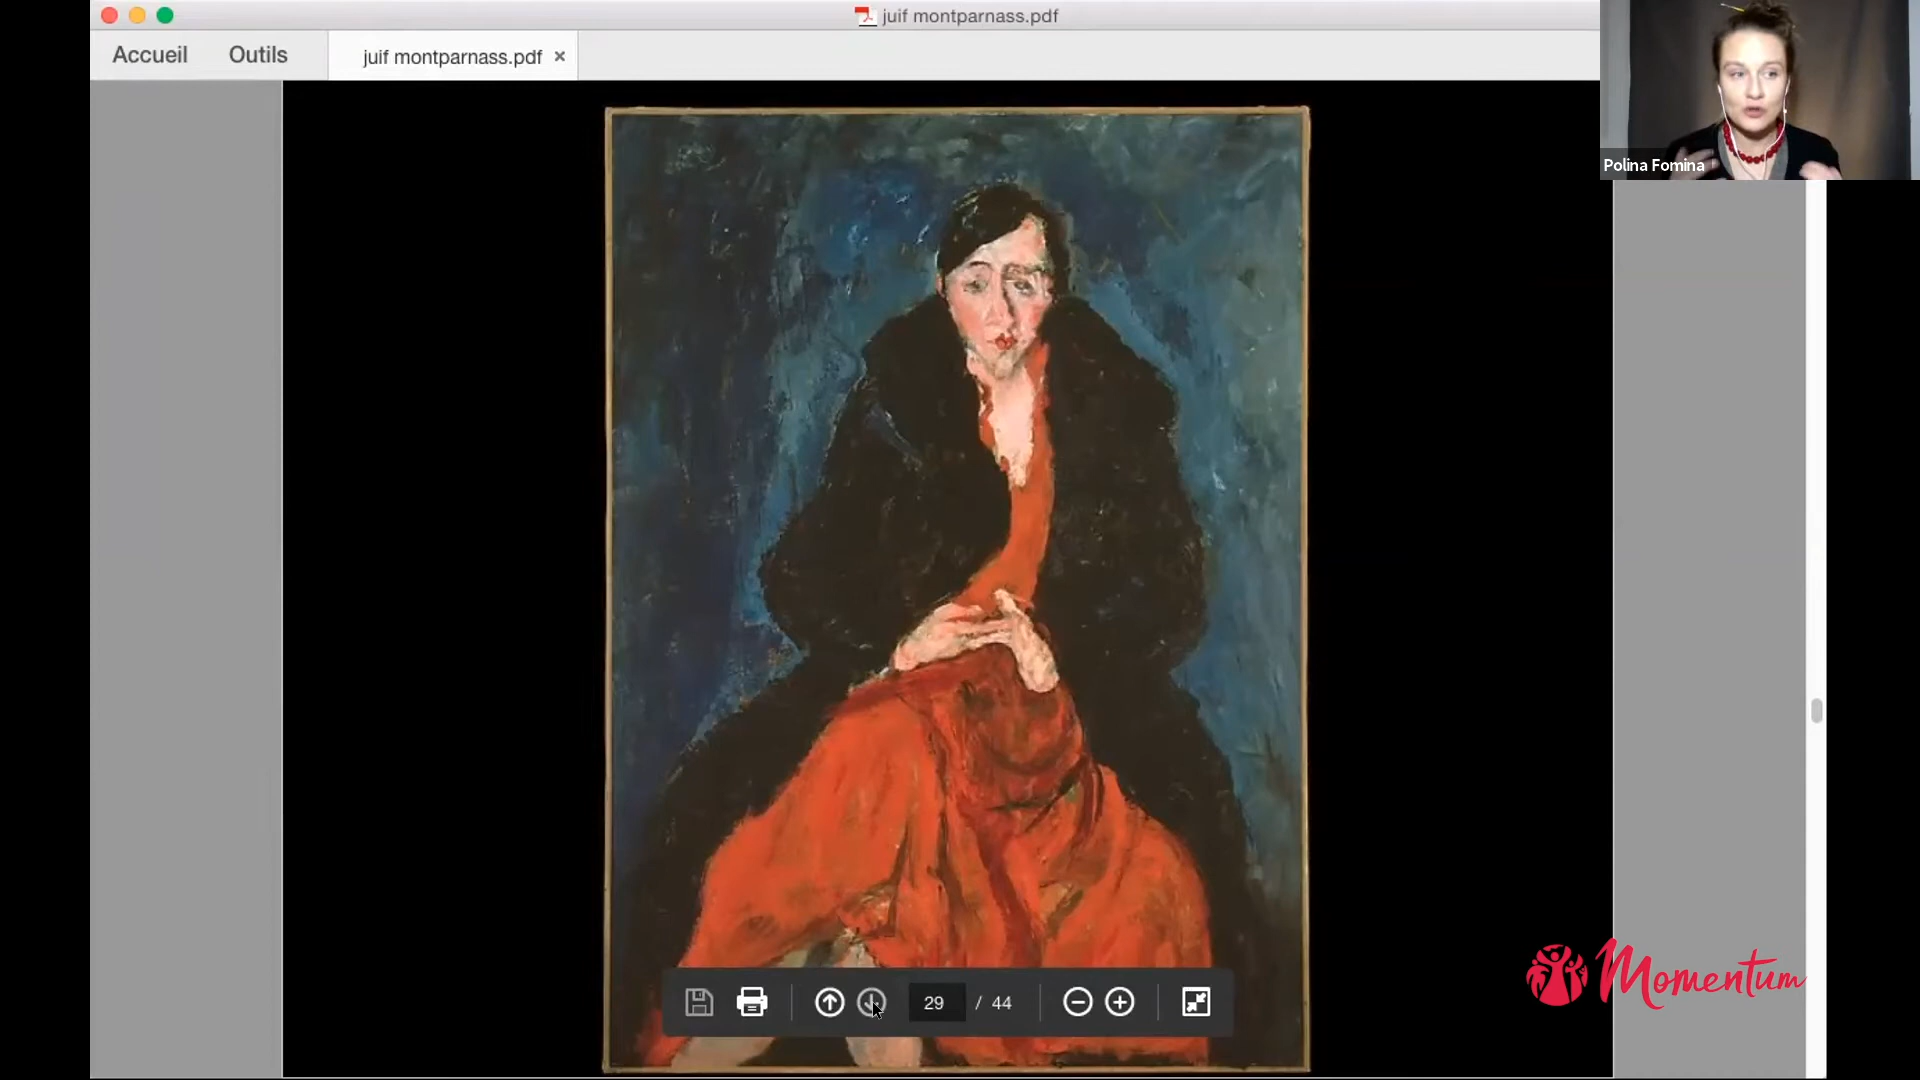 juif montparnass.pdf
Accueil Outils juif montparnass.pdf ×
Polina Fomina
29 / 44
Momentum